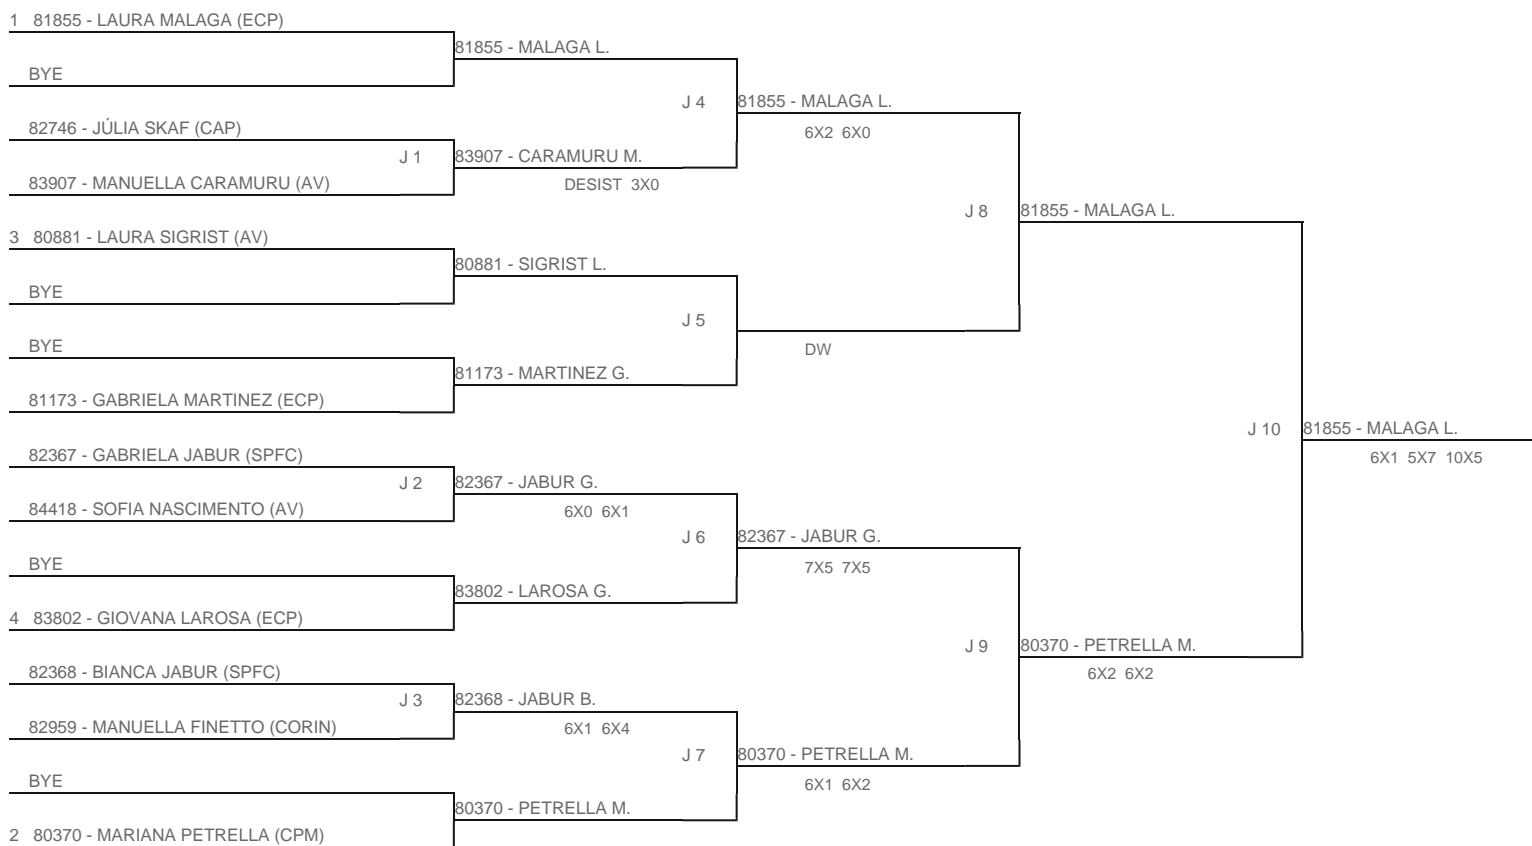 1 81855 - LAURA MALAGA (ECP)
81855 - MALAGA L.
BYE
J 4 81855 - MALAGA L.
82746 - JÚLIA SKAF (CAP)
6X2 6X0
J 1 83907 - CARAMURU M.
83907 - MANUELLA CARAMURU (AV)
DESIST 3X0
J 8 81855 - MALAGA L.
3 80881 - LAURA SIGRIST (AV)
80881 - SIGRIST L.
BYE
J 5
BYE
DW
81173 - MARTINEZ G.
81173 - GABRIELA MARTINEZ (ECP)
J 10 81855 - MALAGA L.
6X1 5X7 10X5
82367 - GABRIELA JABUR (SPFC)
J 2 82367 - JABUR G.
84418 - SOFIA NASCIMENTO (AV)
6X0 6X1
J 6 82367 - JABUR G.
BYE
7X5 7X5
83802 - LAROSA G.
4 83802 - GIOVANA LAROSA (ECP)
J 9 80370 - PETRELLA M.
82368 - BIANCA JABUR (SPFC)
6X2 6X2
J 3 82368 - JABUR B.
82959 - MANUELLA FINETTO (CORIN)
6X1 6X4
J 7 80370 - PETRELLA M.
BYE
6X1 6X2
80370 - PETRELLA M.
2 80370 - MARIANA PETRELLA (CPM)